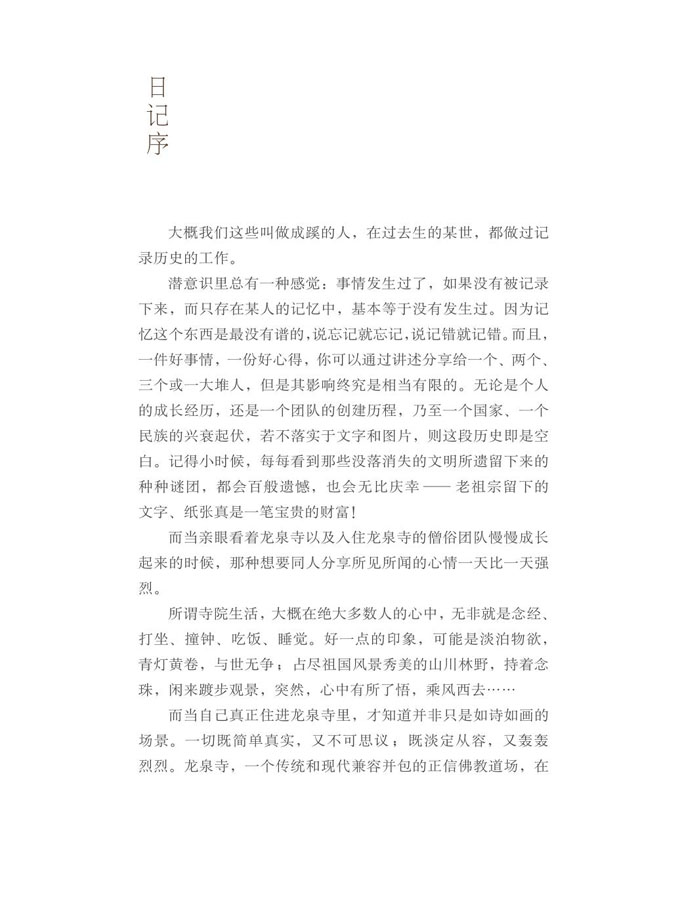 日记序
大概我们这些叫做成蹊的人，在过去生的某世，都做过记
录历史的工作。
潜意识里总有一种感觉：事情发生过了，如果没有被记录
下来，而只存在某人的记忆中，基本等于没有发生过。因为记
忆这个东西是最没有谱的，说忘记就忘记，说记错就记错。而且，
一件好事情，一份好心得，你可以通过讲述分享给一个、两个、
三个或一大堆人，但是其影响终究是相当有限的。无论是个人
的成长经历，还是一个团队的创建历程，乃至一个国家、一个
民族的兴衰起伏，若不落实于文字和图片，则这段历史即是空
白。记得小时候，每每看到那些没落消失的文明所遗留下来的
种种谜团，都会百般遗憾，也会无比庆幸——老祖宗留下的
文字、纸张真是一笔宝贵的财富！
而当亲眼看着龙泉寺以及入住龙泉寺的僧俗团队慢慢成长
起来的时候，那种想要同人分享所见所闻的心情一天比一天强
烈。
所谓寺院生活，大概在绝大多数人的心中，无非就是念经、
打坐、撞钟、吃饭、睡觉。好一点的印象，可能是淡泊物欲，
青灯黄卷，与世无争；占尽祖国风景秀美的山川林野，持着念
珠，闲来踱步观景，突然，心中有所了悟，乘风西去……
而当自己真正住进龙泉寺里，才知道并非只是如诗如画的
场景。一切既简单真实，又不可思议；既淡定从容，又轰轰
烈烈。龙泉寺，一个传统和现代兼容并包的正信佛教道场，在